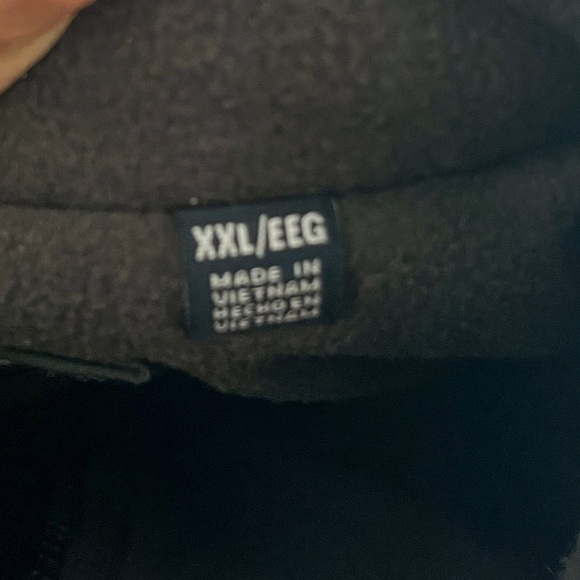 XXL/EEG
MADE IN
VIETNAM
HECHO EN
VIETNAM